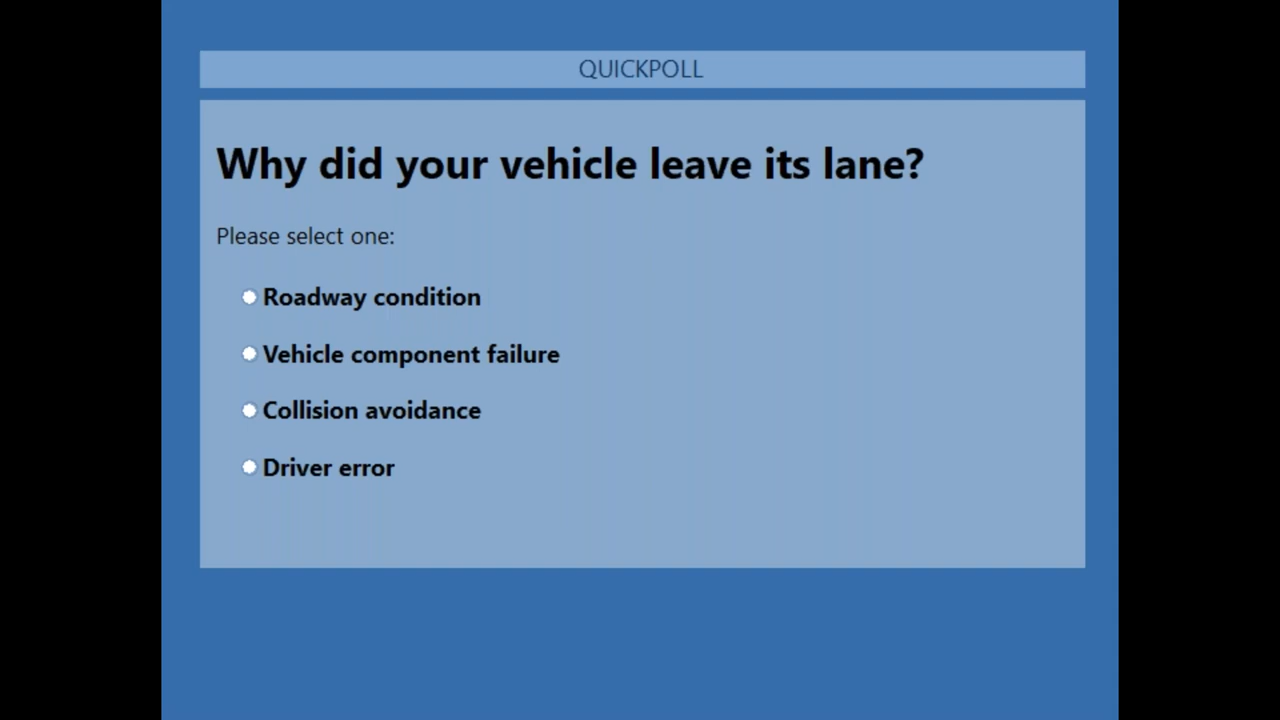 QUICKPOLL
Why did your vehicle leave its lane?
Please select one:
Roadway condition
Vehicle component failure
Collision avoidance
Driver error